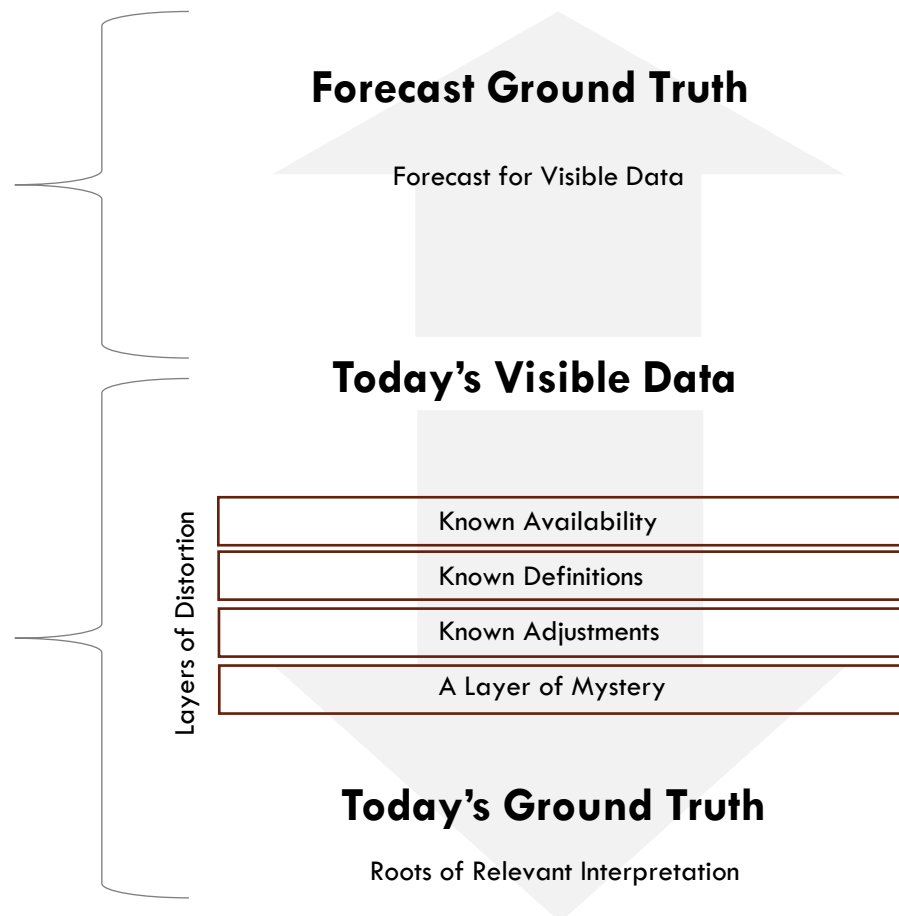 Forecast Ground Truth
Forecast for Visible Data
Today’s Visible Data
Layers of Distortion
Known Availability
Known Definitions
Known Adjustments
A Layer of Mystery
Today’s Ground Truth
Roots of Relevant Interpretation